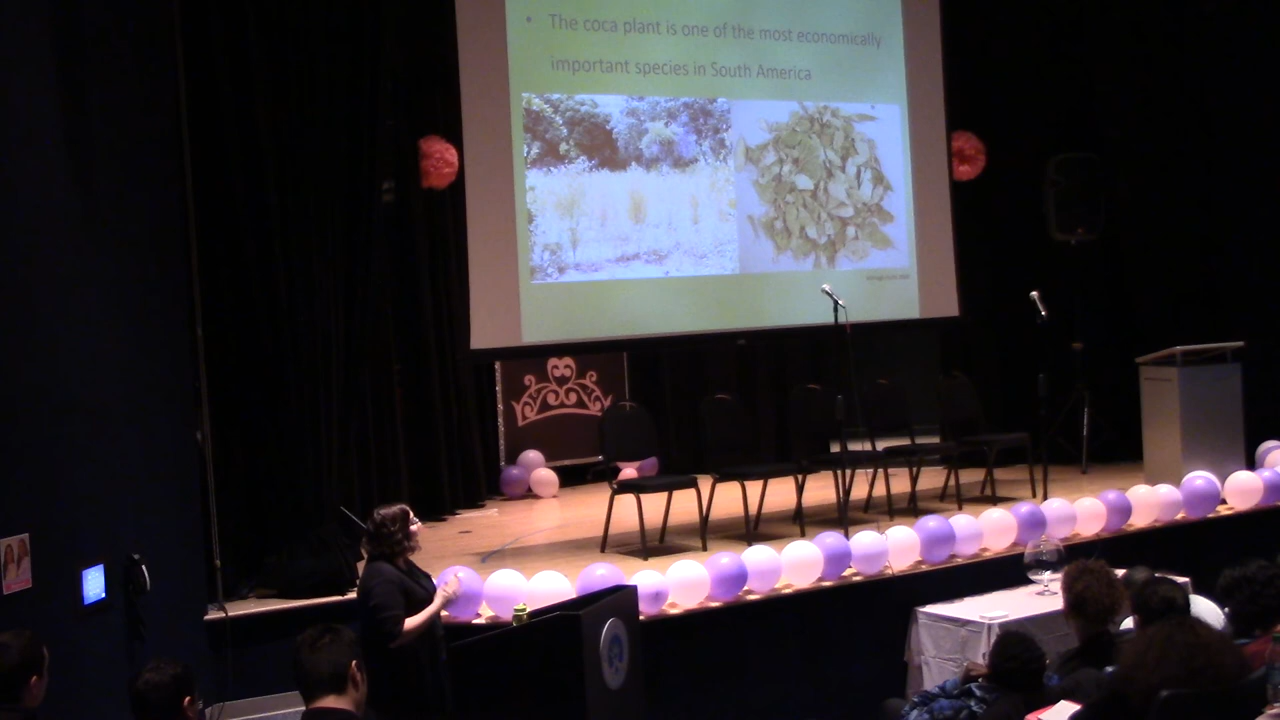 • The coca plant is one of the most economically
important species in South America